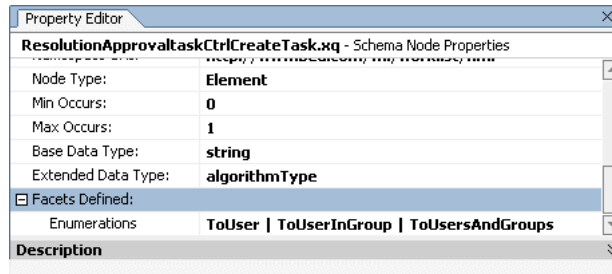 Property Editor
ResolutionApprovaltaskCtrlCreateTask.xq - Schema Node Properties
Node Type: Element
Min Occurs: 0
Max Occurs: 1
Base Data Type: string
Extended Data Type: algorithmType
Facets Defined:
Enumerations ToUser | ToUserInGroup | ToUsersAndGroups
Description